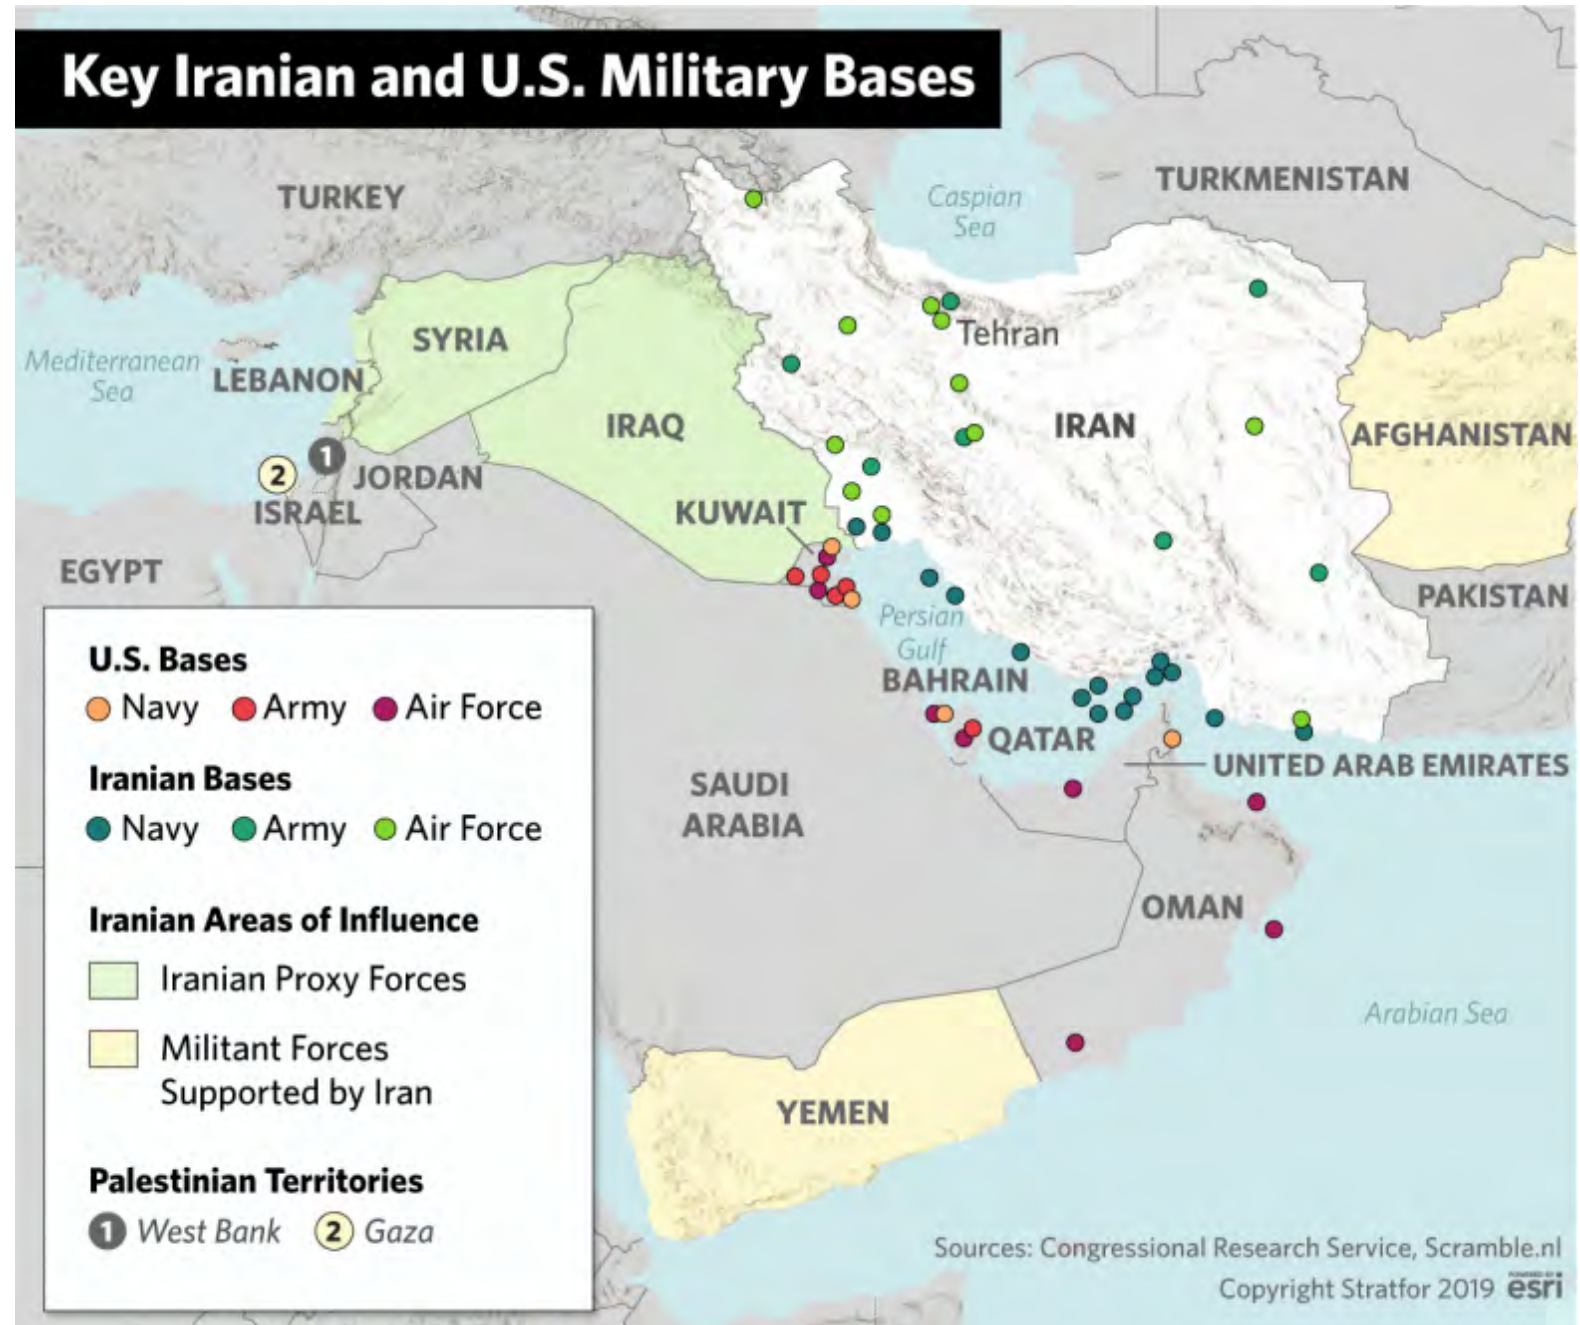 Key Iranian and U.S. Military Bases
TURKEY
Caspian
Sea
TURKMENISTAN
SYRIA
Tehran
Mediterranean
Sea
LEBANON
IRAQ
IRAN
AFGHANISTAN
1
2
JORDAN
ISRAEL
KUWAIT
EGYPT
PAKISTAN
Persian
Gulf
BAHRAIN
QATAR
UNITED ARAB EMIRATES
SAUDI
ARABIA
OMAN
Arabian Sea
YEMEN
U.S. Bases
Navy Army Air Force
Iranian Bases
Navy Army Air Force
Iranian Areas of Influence
Iranian Proxy Forces
Militant Forces
Supported by Iran
Palestinian Territories
1 West Bank 2 Gaza
Sources: Congressional Research Service, Scramble.nl
POWERED BY
Copyright Stratfor 2019 esri